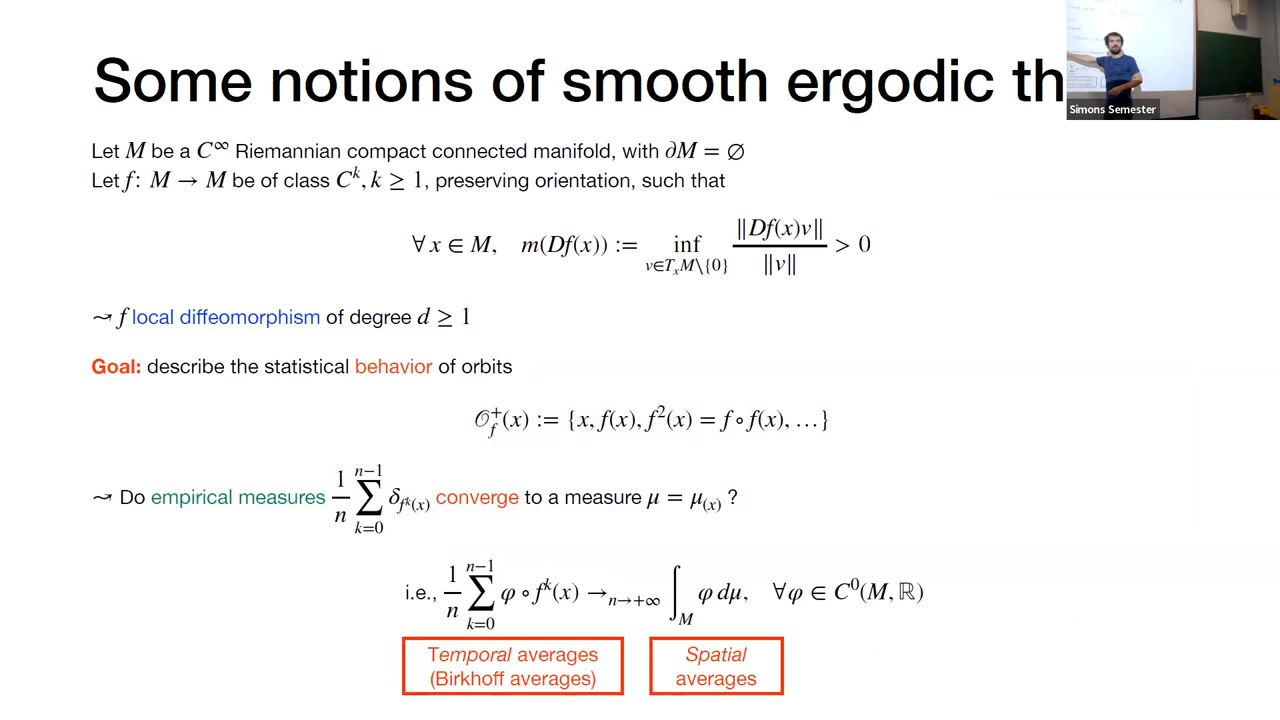 Some notions of smooth ergodic th
Simons Semester
Let M be a C^∞ Riemannian compact connected manifold, with ∂M = ∅
Let f: M → M be of class C^k, k ≥ 1, preserving orientation, such that
∀ x ∈ M, m(Df(x)) := inf_{v∈T_xM\{0}} ‖Df(x)v‖ / ‖v‖ > 0
⤳ f local diffeomorphism of degree d ≥ 1
Goal: describe the statistical behavior of orbits
𝒪_f^+(x) := {x, f(x), f^2(x) = f ∘ f(x), …}
⤳ Do empirical measures 1/n ∑_{k=0}^{n−1} δ_{f^k(x)} converge to a measure μ = μ_{(x)} ?
i.e., 1/n ∑_{k=0}^{n−1} φ ∘ f^k(x) →_{n→+∞} ∫_M φ dμ, ∀φ ∈ C^0(M, ℝ)
Temporal averages
(Birkhoff averages)
Spatial
averages